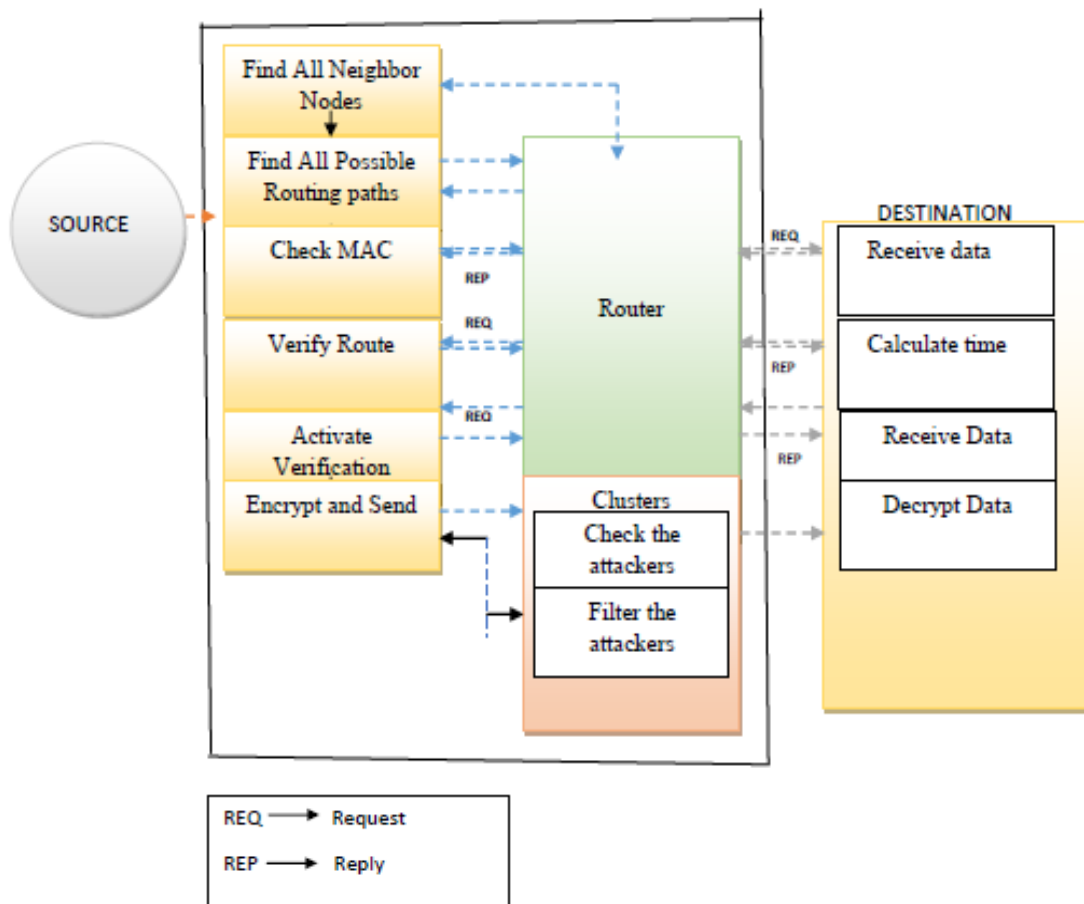 Find All Neighbor
Nodes
Find All Possible
Routing paths
SOURCE
Check MAC
REP
Verify Route
REQ
REQ
Activate
Verification
Encrypt and Send
Router
Clusters
Check the
attackers
Filter the
attackers
REQ
REP
REP
DESTINATION
Receive data
Calculate time
Receive Data
Decrypt Data
REQ Request
REP Reply